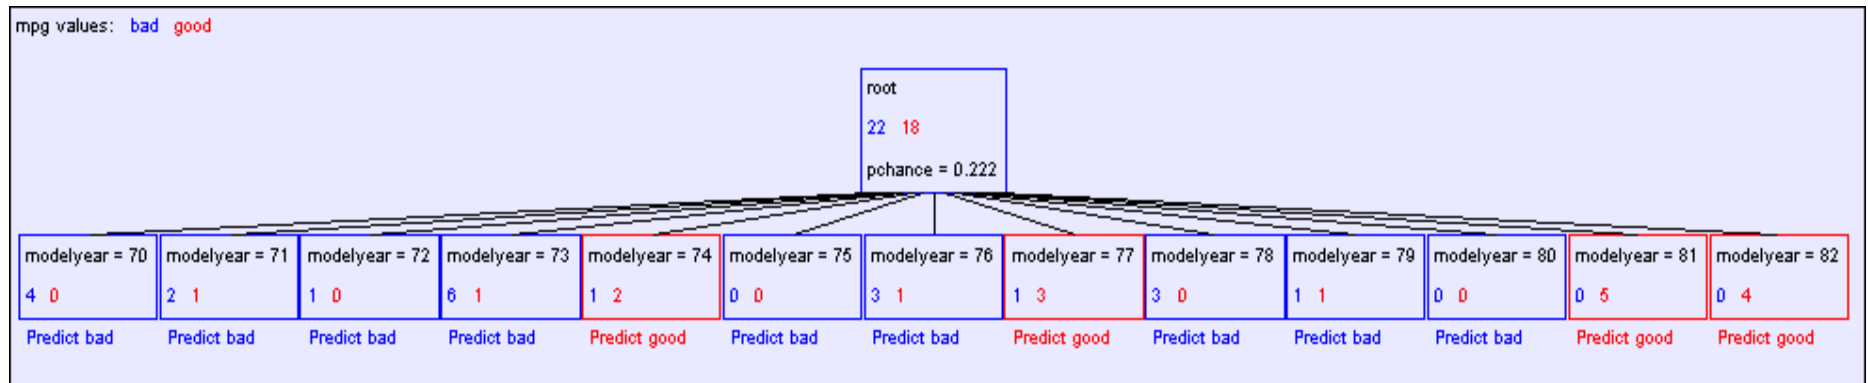 mpg values: bad good
root
22 18
pchance = 0.222
modelyear = 70 modelyear = 71 modelyear = 72 modelyear = 73 modelyear = 74 modelyear = 75 modelyear = 76 modelyear = 77 modelyear = 78 modelyear = 79 modelyear = 80 modelyear = 81 modelyear = 82
4 0 2 1 1 0 6 1 1 2 0 0 3 1 1 3 3 0 1 1 0 0 0 5 0 4
Predict bad Predict bad Predict bad Predict bad Predict good Predict bad Predict bad Predict good Predict bad Predict bad Predict bad Predict good Predict good